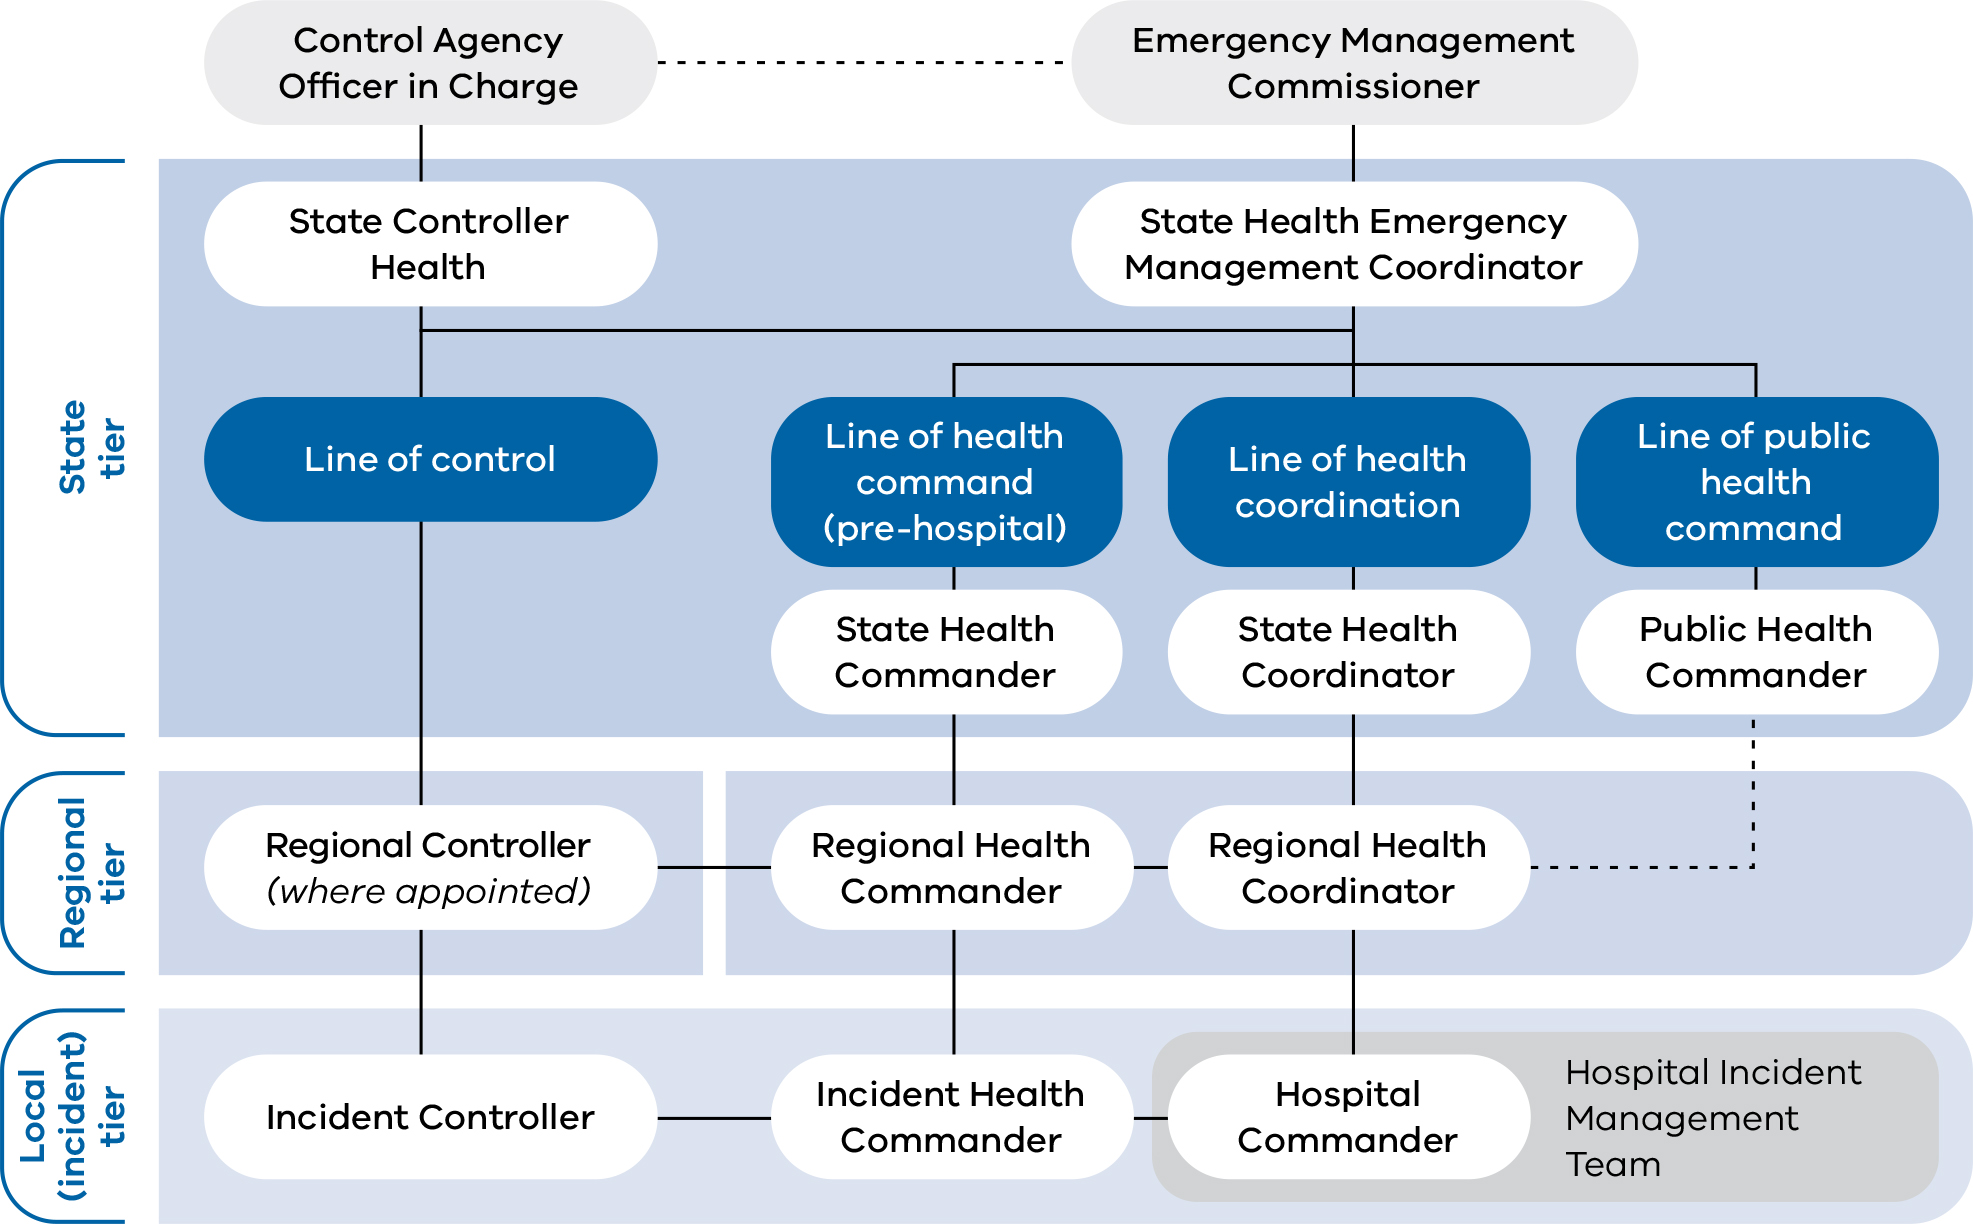 Control Agency
Officer in Charge
Emergency Management
Commissioner
State
tier
State Controller
Health
State Health Emergency
Management Coordinator
Line of control
Line of health
command
(pre-hospital)
Line of health
coordination
Line of public
health
command
State Health
Commander
State Health
Coordinator
Public Health
Commander
Regional
tier
Regional Controller
(where appointed)
Regional Health
Commander
Regional Health
Coordinator
Local
(incident)
tier
Incident Controller
Incident Health
Commander
Hospital
Commander
Hospital Incident
Management
Team